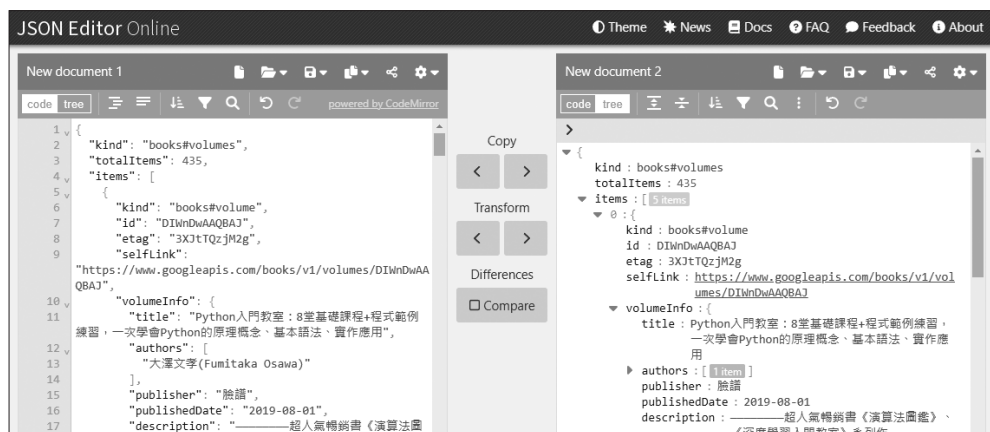 JSON Editor Online
Theme News Docs FAQ Feedback About
New document 1
code tree powered by CodeMirror
1 {
2 "kind": "books#volumes",
3 "totalItems": 435,
4 "items": [
5 {
6 "kind": "books#volume",
7 "id": "DIWnDwAAQBAJ",
8 "etag": "3XJtTQzjM2g",
9 "selfLink":
"https://www.googleapis.com/books/v1/volumes/DIWnDwAA
QBAJ",
10 "volumeInfo": {
11 "title": "Python入門教室：8堂基礎課程+程式範例
練習，一次學會Python的原理概念、基本語法、實作應用",
12 "authors": [
13 "大澤文孝(Fumitaka Osawa)"
14 ],
15 "publisher": "臉譜",
16 "publishedDate": "2019-08-01",
17 "description": "————超人氣暢銷書《演算法圖
Copy
< >
Transform
< >
Differences
Compare
New document 2
code tree
>
{
kind : books#volumes
totalItems : 435
items : [ 5 items ]
0 : {
kind : books#volume
id : DIWnDwAAQBAJ
etag : 3XJtTQzjM2g
selfLink : https://www.googleapis.com/books/v1/vol
umes/DIWnDwAAQBAJ
volumeInfo : {
title : Python入門教室：8堂基礎課程+程式範例練習，
一次學會Python的原理概念、基本語法、實作應
用
authors : [ 1 item ]
publisher : 臉譜
publishedDate : 2019-08-01
description : ————超人氣暢銷書《演算法圖鑑》、
《深度學習入門教室》系列作